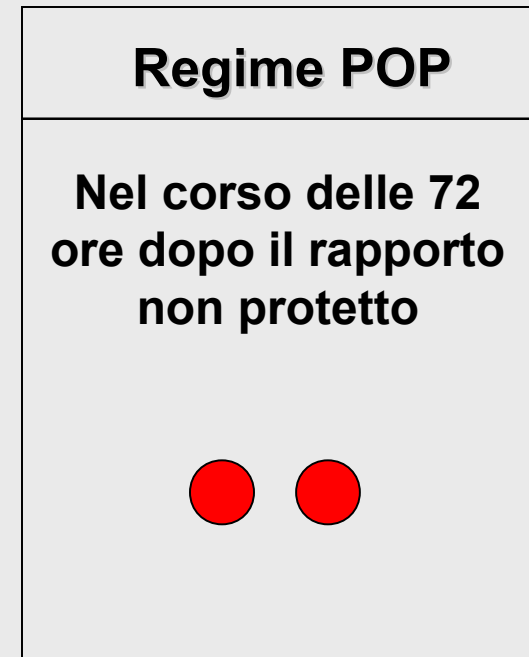 Regime POP
Nel corso delle 72
ore dopo il rapporto
non protetto